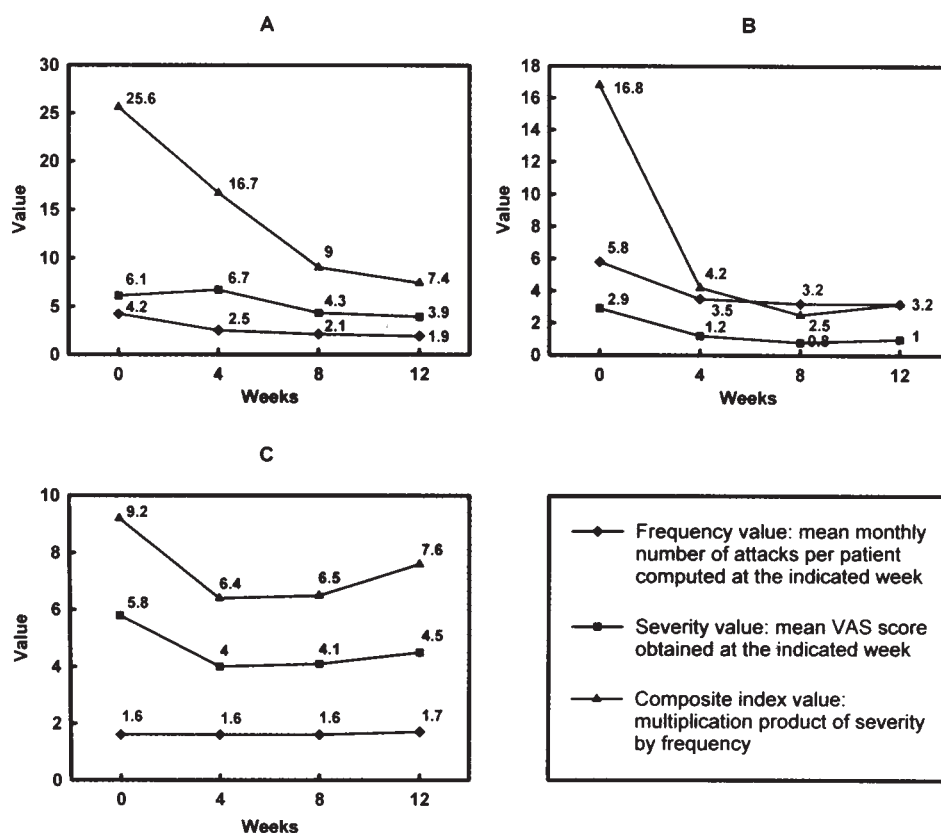 A
30
25
20
15
10
5
0
Value
25.6
16.7
9
7.4
6.1
6.7
4.3
3.9
4.2
2.5
2.1
1.9
0 4 8 12
Weeks
B
18
16
14
12
10
8
6
4
2
0
Value
16.8
5.8
4.2
3.2
3.2
3.5
2.5
2.9
1.2
0.8
1
0 4 8 12
Weeks
C
10
8
6
4
2
0
Value
9.2
6.4
6.5
7.6
5.8
4
4.1
4.5
1.6
1.6
1.6
1.7
0 4 8 12
Weeks
Frequency value: mean monthly
number of attacks per patient
computed at the indicated week
Severity value: mean VAS score
obtained at the indicated week
Composite index value:
multiplication product of severity
by frequency